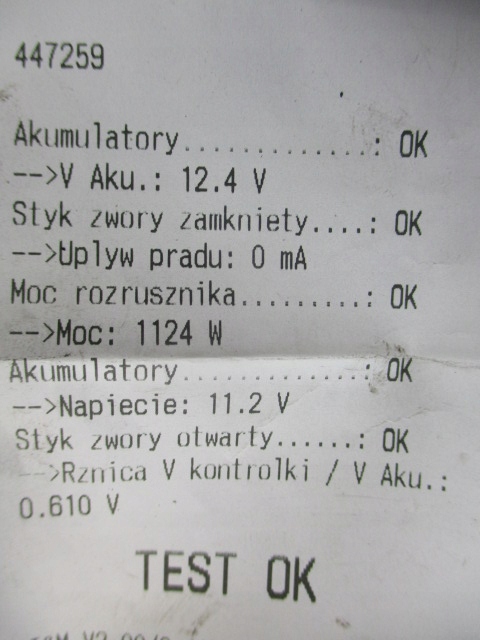 447259
Akumulatory..............: OK
-->V Aku.: 12.4 V
Styk zwory zamkniety....: OK
-->Uplyw pradu: 0 mA
Moc rozrusznika.........: OK
-->Moc: 1124 W
Akumulatory.............: OK
-->Napiecie: 11.2 V
Styk zwory otwarty......: OK
-->Rznica V kontrolki / V Aku.:
0.610 V
TEST OK